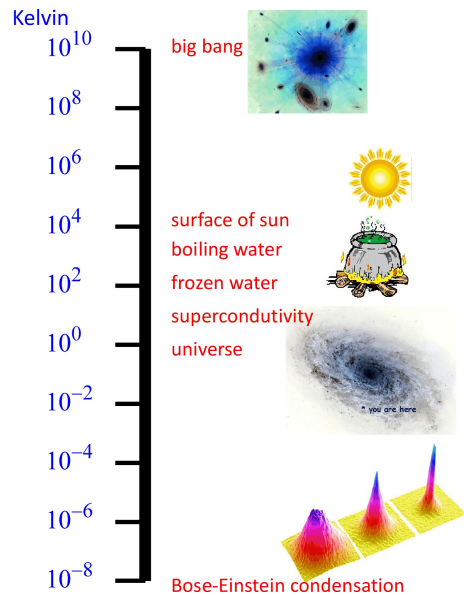 Kelvin
10^10 big bang
10^8
10^6
10^4 surface of sun
boiling water
10^2 frozen water
supercondutivity
10^0 universe
10^−2 * you are here
10^−4
10^−6
10^−8 Bose-Einstein condensation